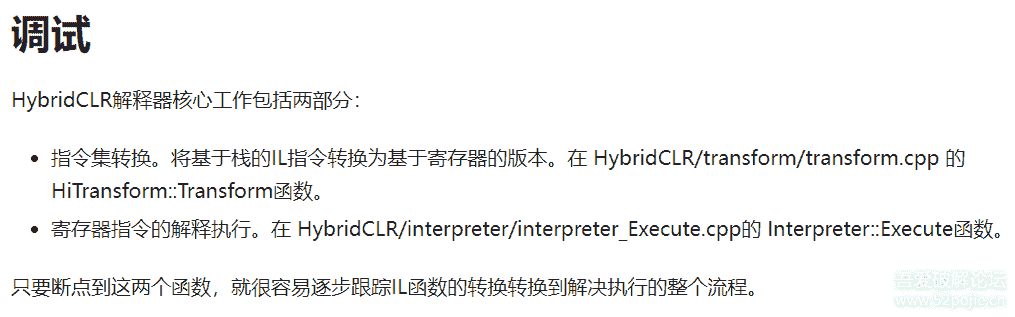 调试
HybridCLR解释器核心工作包括两部分：
指令集转换。将基于栈的IL指令转换为基于寄存器的版本。在 HybridCLR/transform/transform.cpp 的
HiTransform::Transform函数。
寄存器指令的解释执行。在 HybridCLR/interpreter/interpreter_Execute.cpp的 Interpreter::Execute函数。
只要断点到这两个函数，就很容易逐步跟踪IL函数的转换转换到解决执行的整个流程。
吾爱破解论坛
www.52pojie.cn